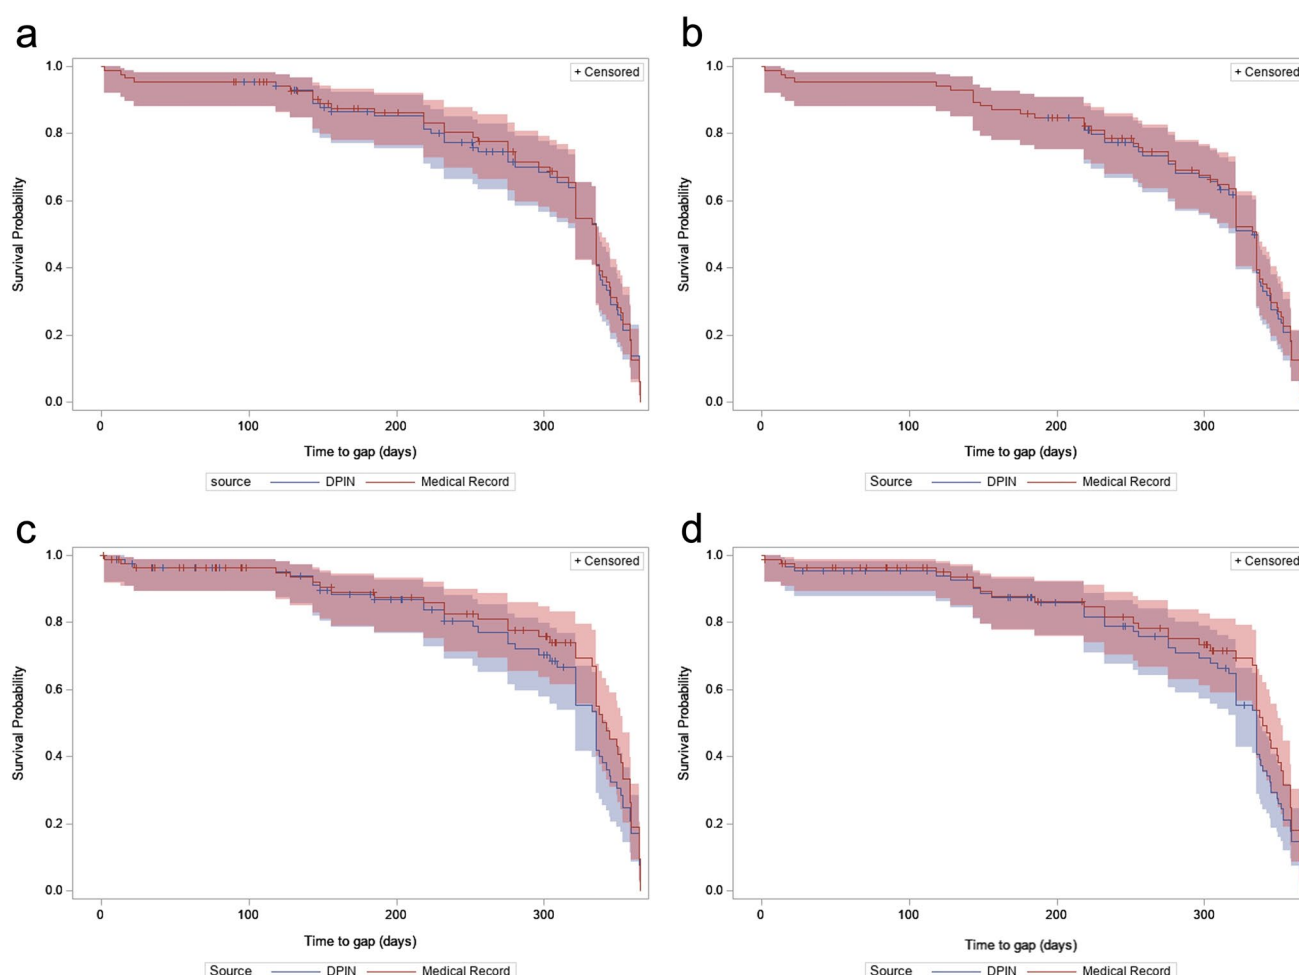 a
1.0
0.8
0.6
0.4
0.2
0.0
Survival Probability
+ Censored
0 100 200 300
Time to gap (days)
source DPIN Medical Record
b
1.0
0.8
0.6
0.4
0.2
0.0
Survival Probability
+ Censored
0 100 200 300
Time to gap (days)
Source DPIN Medical Record
c
1.0
0.8
0.6
0.4
0.2
0.0
Survival Probability
+ Censored
0 100 200 300
Time to gap (days)
Source DPIN Medical Record
d
1.0
0.8
0.6
0.4
0.2
0.0
Survival Probability
+ Censored
0 100 200 300
Time to gap (days)
Source DPIN Medical Record